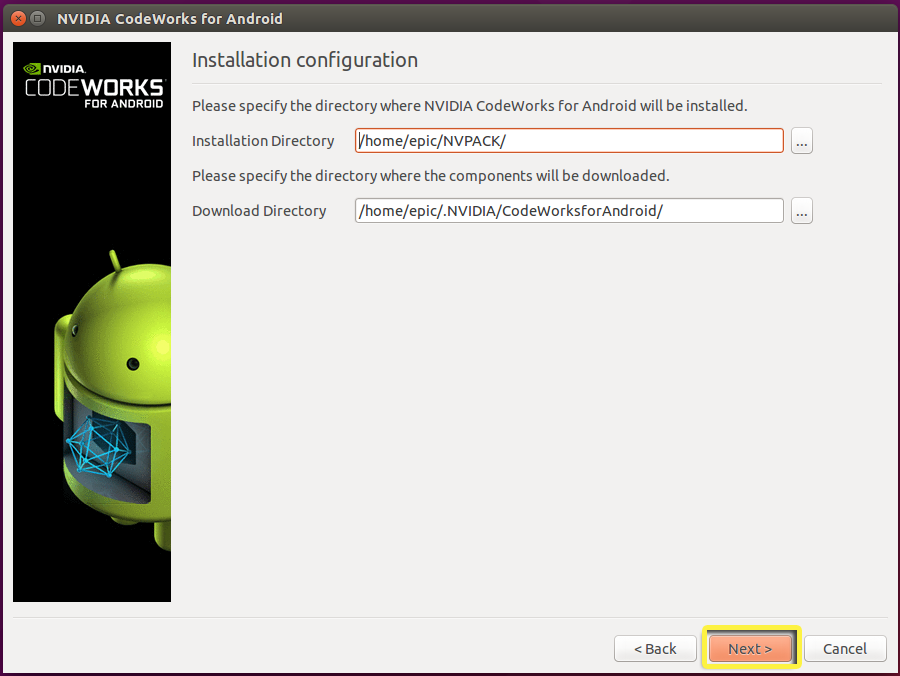 NVIDIA CodeWorks for Android
NVIDIA.
CODEWORKS
FOR ANDROID
Installation configuration
Please specify the directory where NVIDIA CodeWorks for Android will be installed.
Installation Directory /home/epic/NVPACK/ ...
Please specify the directory where the components will be downloaded.
Download Directory /home/epic/.NVIDIA/CodeWorksforAndroid/ ...
< Back Next > Cancel